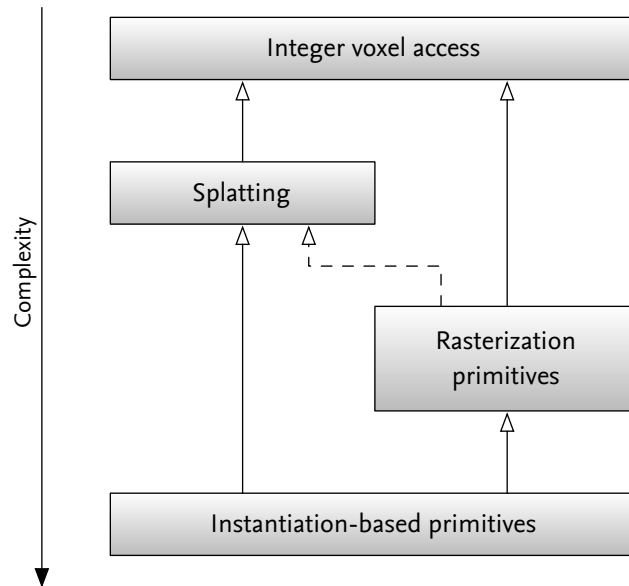 Integer voxel access
Splatting
Complexity
Rasterization
primitives
Instantiation-based primitives